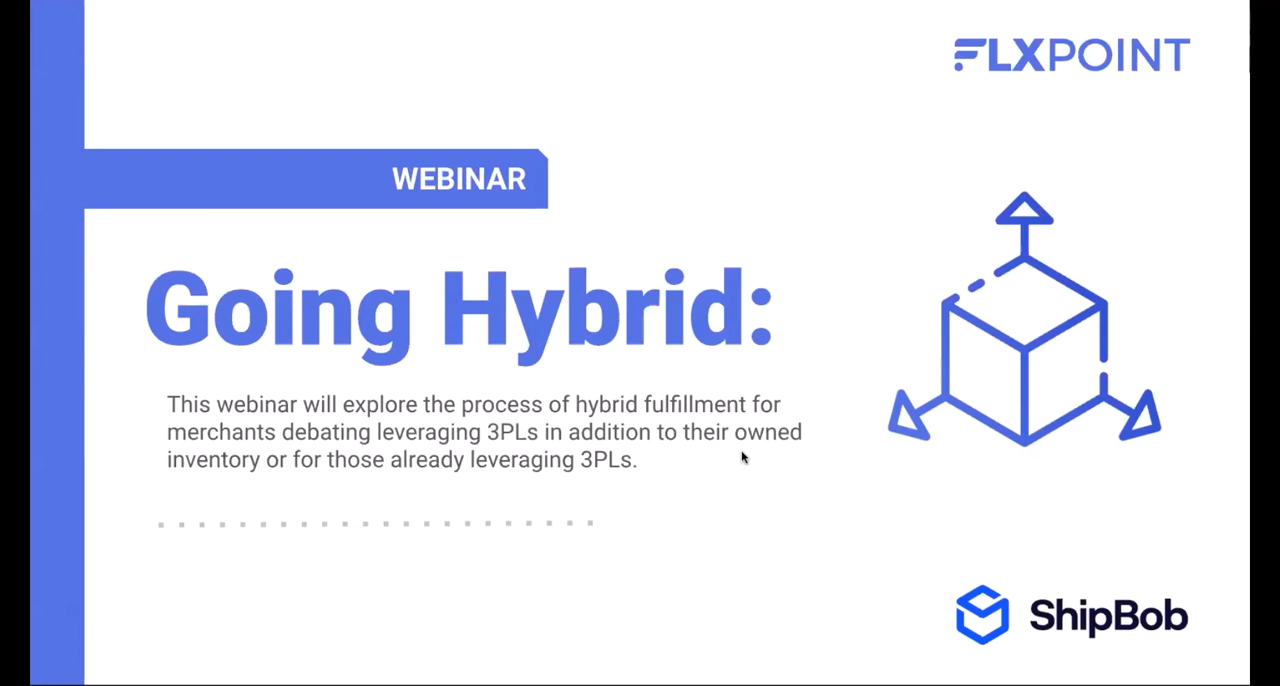 FLXPOINT
WEBINAR
Going Hybrid:
This webinar will explore the process of hybrid fulfillment for
merchants debating leveraging 3PLs in addition to their owned
inventory or for those already leveraging 3PLs.
ShipBob